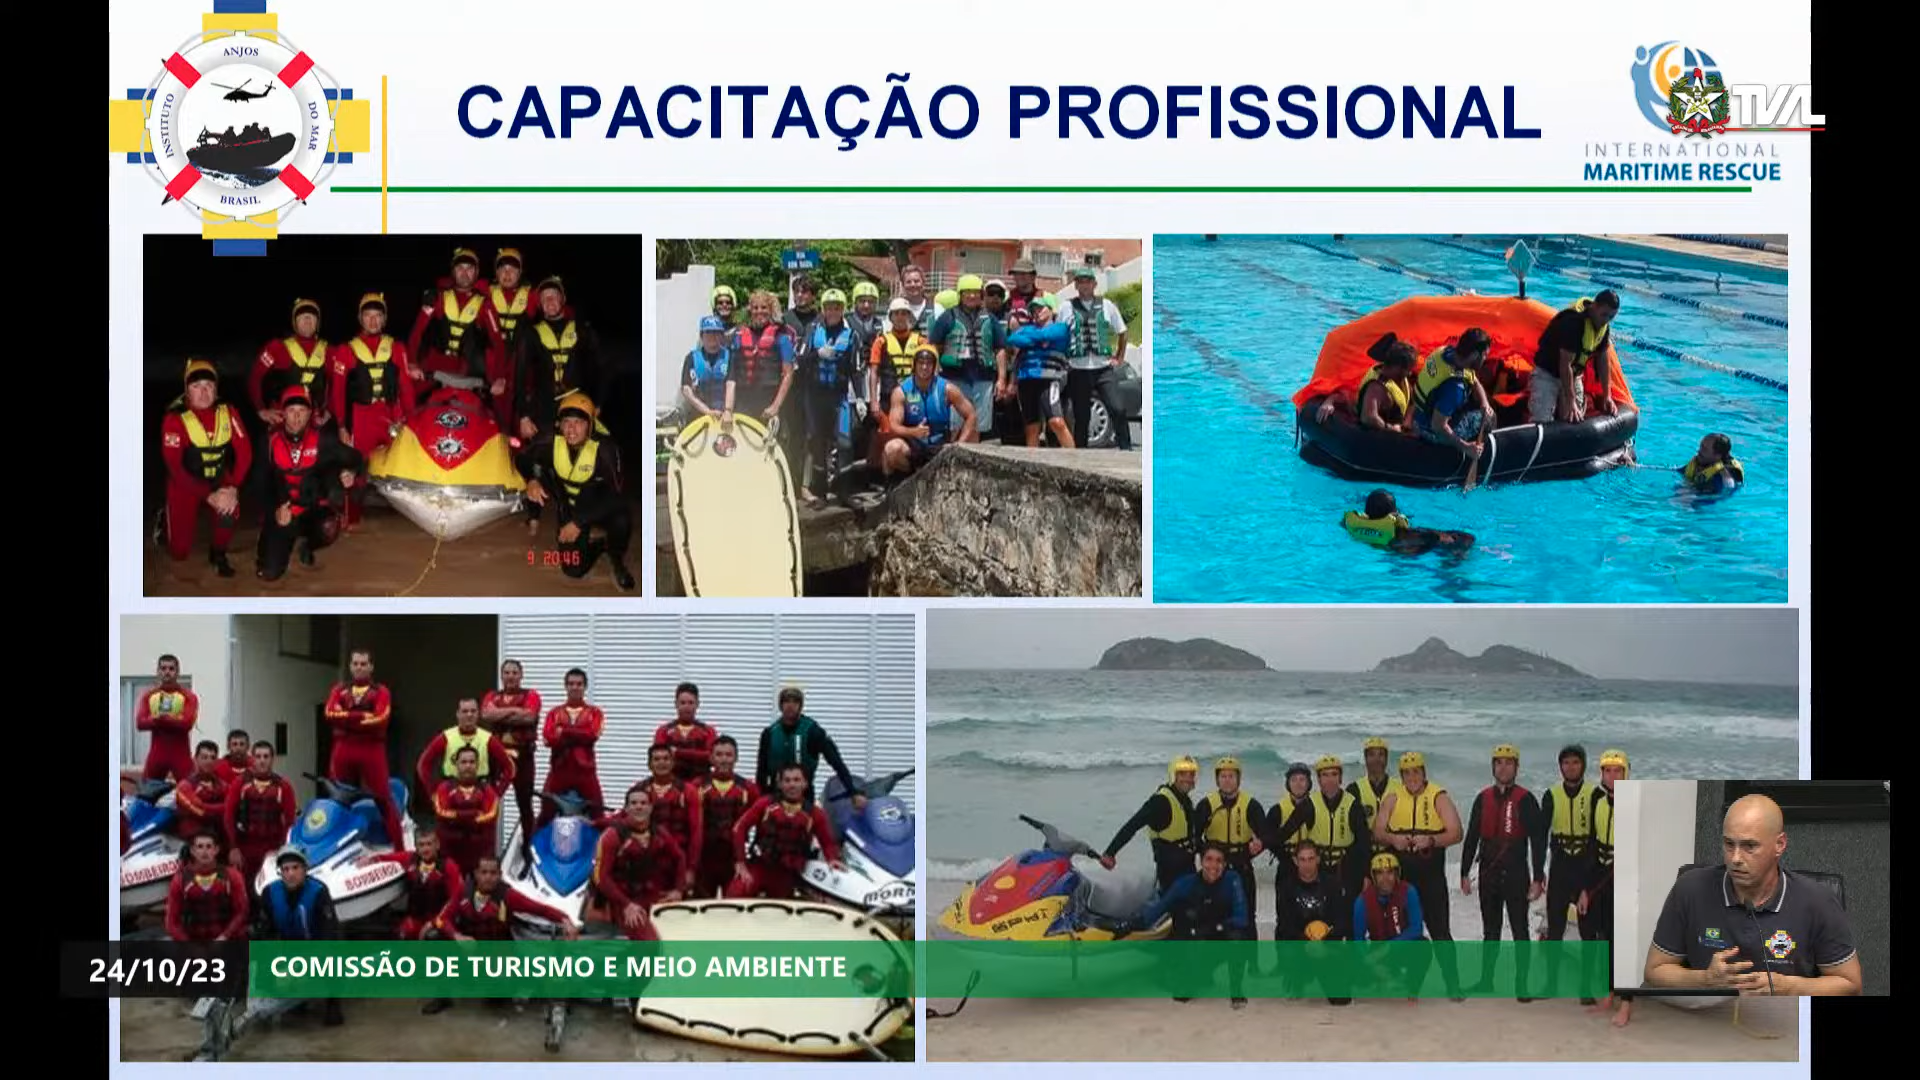 ANJOS
INSTITUTO
DO MAR
BRASIL
CAPACITAÇÃO PROFISSIONAL
TVAL
INTERNATIONAL
MARITIME RESCUE
9 20:46
BOMBEIROS
24/10/23
COMISSÃO DE TURISMO E MEIO AMBIENTE